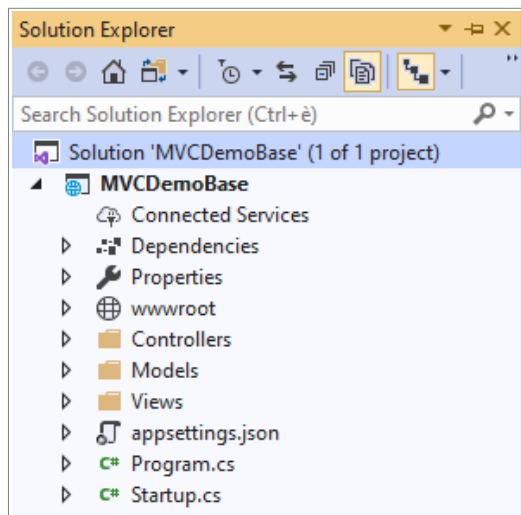 Solution Explorer
Search Solution Explorer (Ctrl+è)
Solution 'MVCDemoBase' (1 of 1 project)
MVCDemoBase
Connected Services
Dependencies
Properties
wwwroot
Controllers
Models
Views
appsettings.json
C# Program.cs
C# Startup.cs